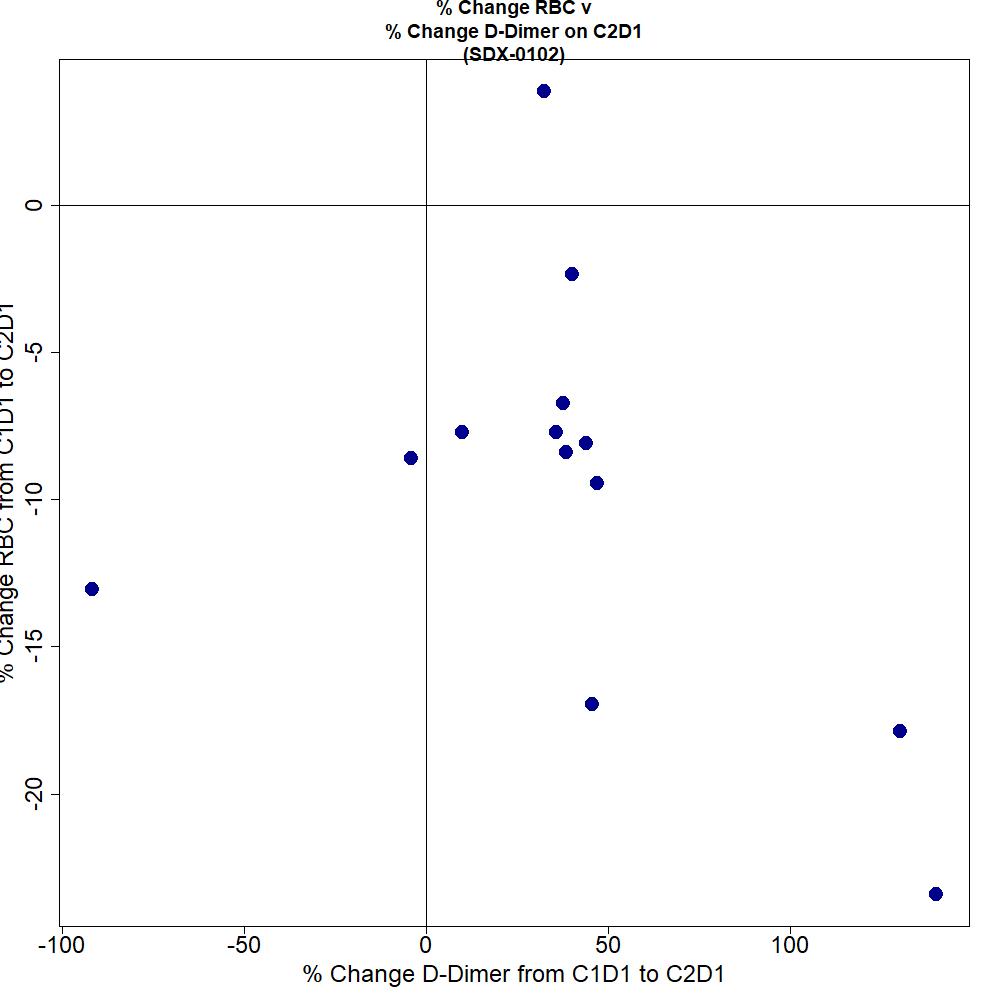 % Change RBC v
% Change D-Dimer on C2D1
(SDX-0102)
% Change RBC from C1D1 to C2D1
0
-5
-10
-15
-20
-100
-50
0
50
100
% Change D-Dimer from C1D1 to C2D1